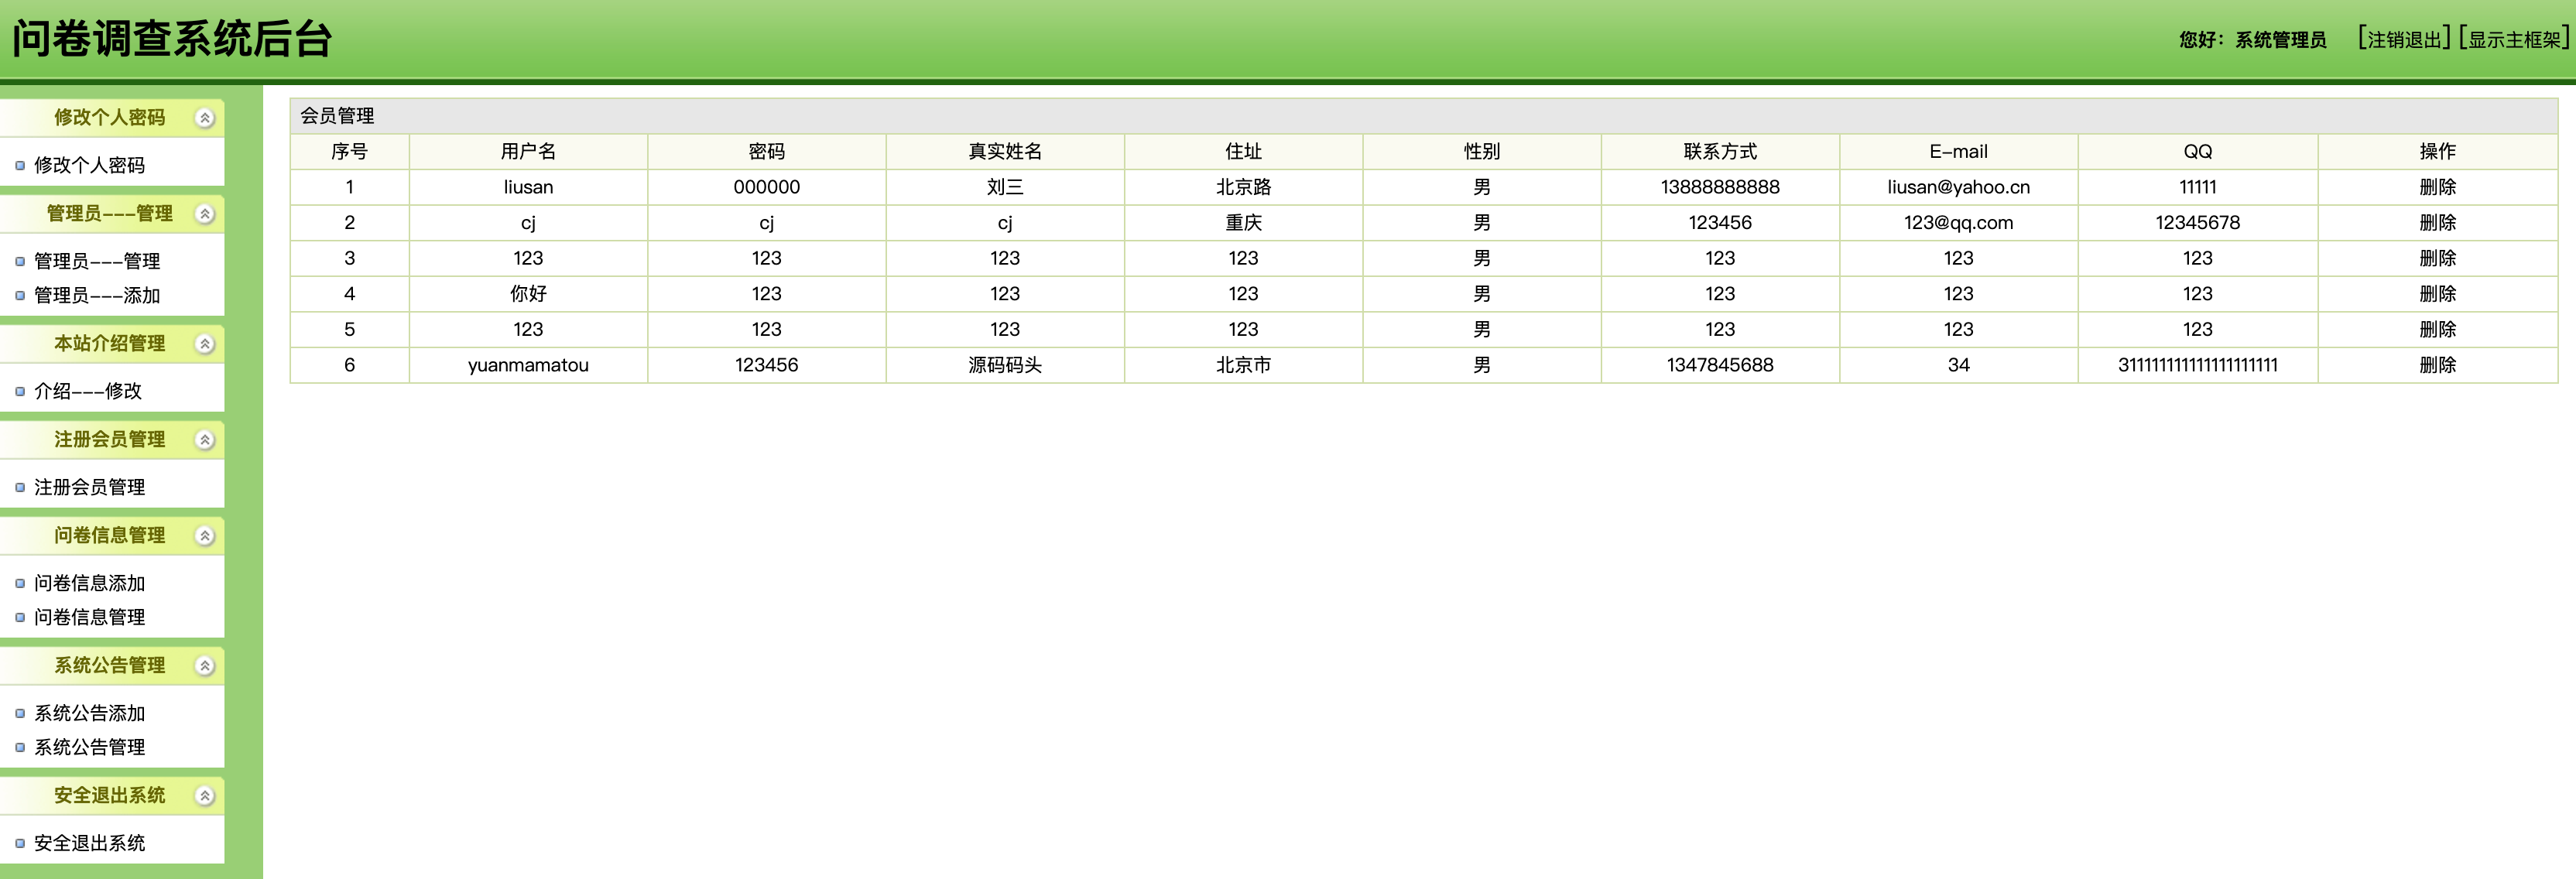 问卷调查系统后台
您好：系统管理员 [注销退出] [显示主框架]
修改个人密码
修改个人密码
管理员---管理
管理员---管理
管理员---添加
本站介绍管理
介绍---修改
注册会员管理
注册会员管理
问卷信息管理
问卷信息添加
问卷信息管理
系统公告管理
系统公告添加
系统公告管理
安全退出系统
安全退出系统
会员管理
序号 用户名 密码 真实姓名 住址 性别 联系方式 E-mail QQ 操作
1 liusan 000000 刘三 北京路 男 13888888888 liusan@yahoo.cn 11111 删除
2 cj cj cj 重庆 男 123456 123@qq.com 12345678 删除
3 123 123 123 123 男 123 123 123 删除
4 你好 123 123 123 男 123 123 123 删除
5 123 123 123 123 男 123 123 123 删除
6 yuanmamatou 123456 源码码头 北京市 男 1347845688 34 删除